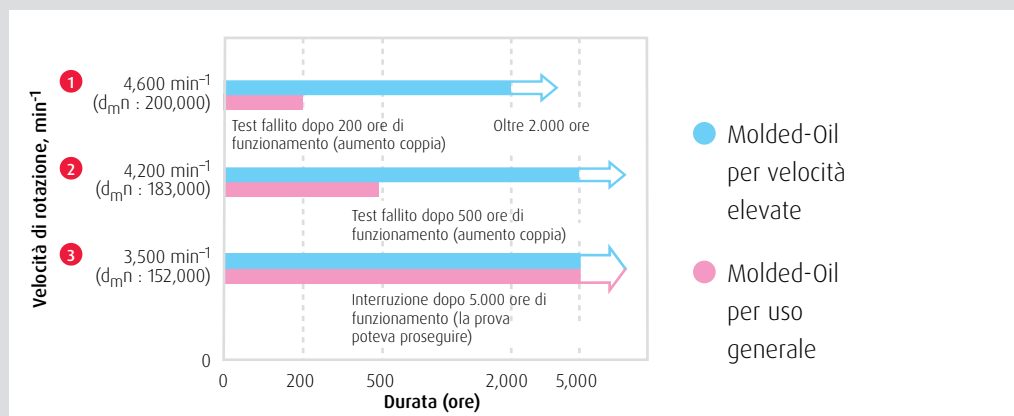 Velocità di rotazione, min-1
1
4,600 min–1
(dmn : 200,000)
Test fallito dopo 200 ore di
funzionamento (aumento coppia)
Oltre 2.000 ore
2
4,200 min–1
(dmn : 183,000)
Test fallito dopo 500 ore di
funzionamento (aumento coppia)
3
3,500 min–1
(dmn : 152,000)
Interruzione dopo 5.000 ore di
funzionamento (la prova
poteva proseguire)
0
0 200 500 2,000 5,000
Durata (ore)
Molded-Oil
per velocità
elevate
Molded-Oil
per uso
generale